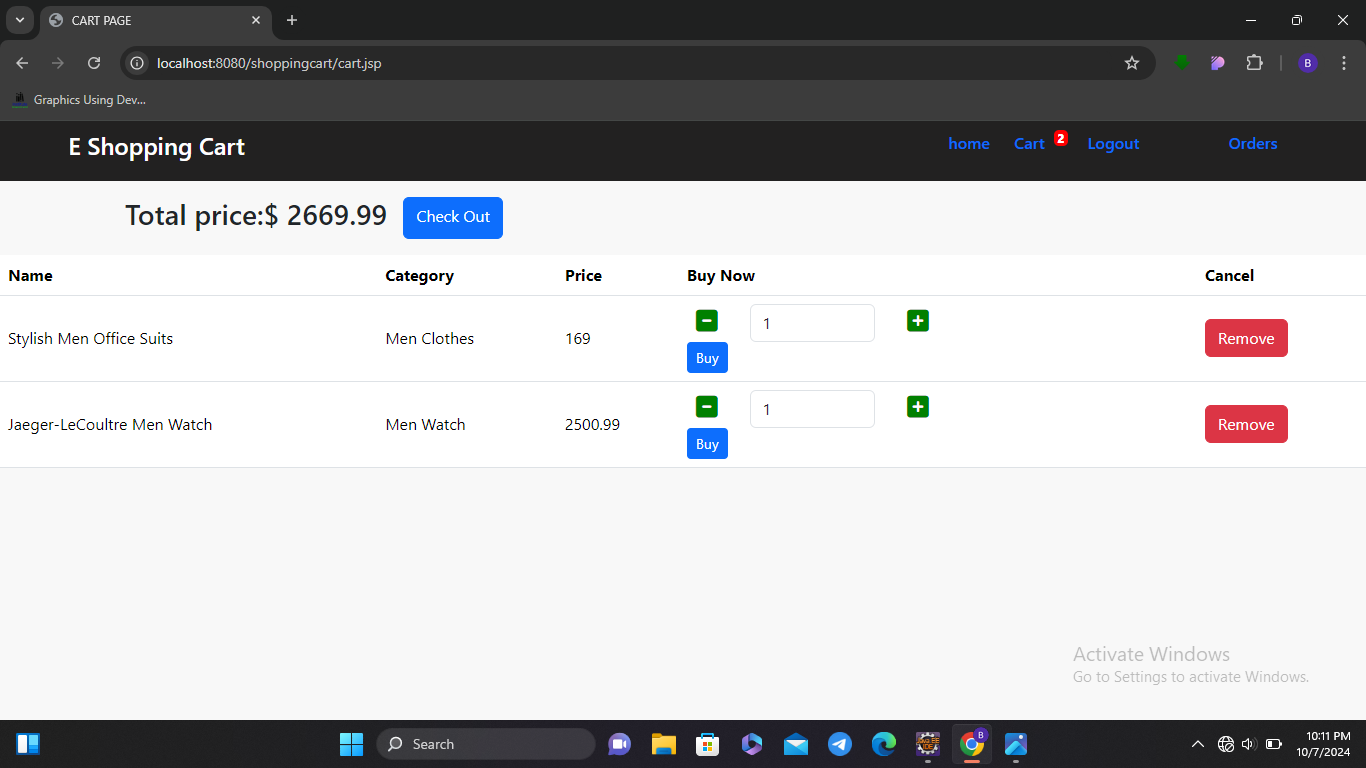 CART PAGE
localhost:8080/shoppingcart/cart.jsp
B
Graphics Using Dev...
E Shopping Cart
home Cart 2 Logout Orders
Total price:$ 2669.99 Check Out
Name Category Price Buy Now Cancel
Stylish Men Office Suits Men Clothes 169 1 Buy Remove
Jaeger-LeCoultre Men Watch Men Watch 2500.99 1 Buy Remove
Activate Windows
Go to Settings to activate Windows.
Search
B
10:11 PM
10/7/2024